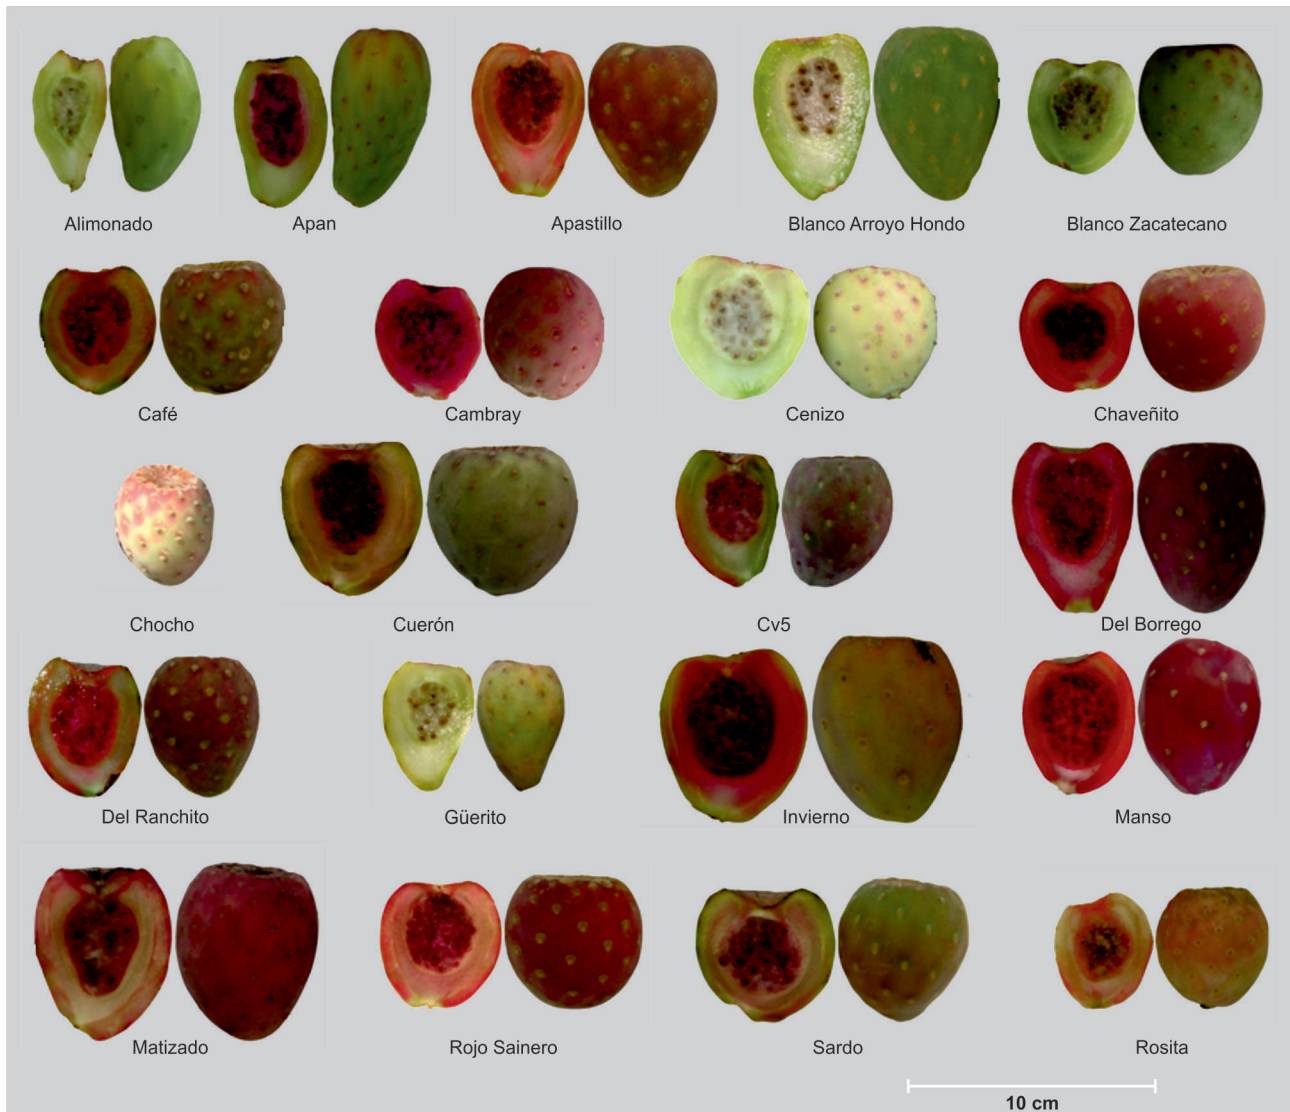 Alimonado
Apan
Apastillo
Blanco Arroyo Hondo
Blanco Zacatecano
Café
Cambray
Cenizo
Chaveñito
Chocho
Cuerón
Cv5
Del Borrego
Del Ranchito
Güerito
Invierno
Manso
Matizado
Rojo Sainero
Sardo
Rosita
10 cm